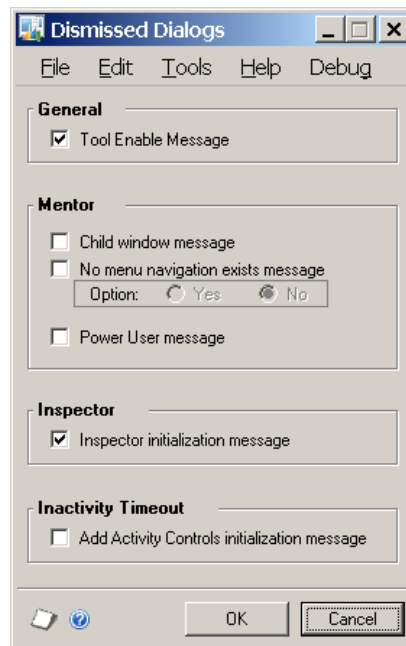 Dismissed Dialogs
File Edit Tools Help Debug
General
Tool Enable Message
Mentor
Child window message
No menu navigation exists message
Option: Yes No
Power User message
Inspector
Inspector initialization message
Inactivity Timeout
Add Activity Controls initialization message
OK Cancel